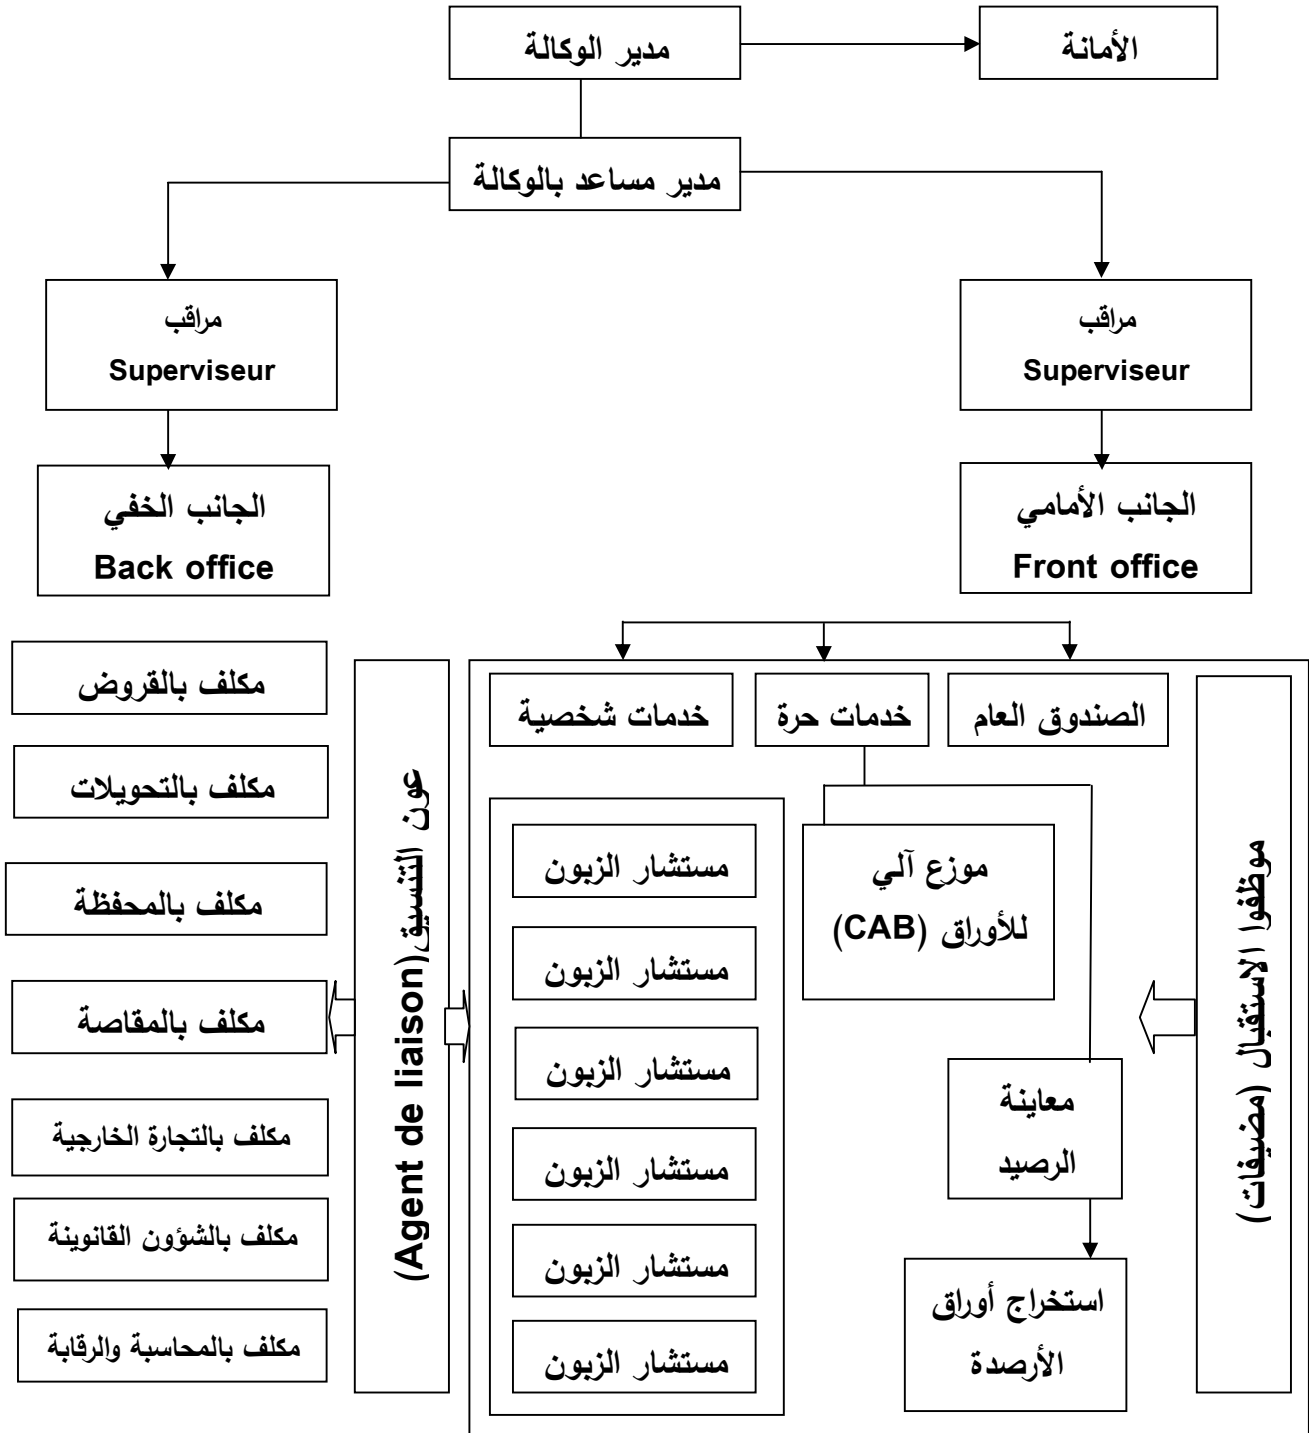 مدير الوكالة
الأمانة
مدير مساعد بالوكالة
مراقب
Superviseur
مراقب
Superviseur
الجانب الأمامي
Front office
الجانب الخفي
Back office
موظفوا الاستقبال (مضيفات)
الصندوق العام
خدمات حرة
خدمات شخصية
موزع آلي
للأوراق (CAB)
معاينة
الرصيد
استخراج أوراق
الأرصدة
مستشار الزبون
مستشار الزبون
مستشار الزبون
مستشار الزبون
مستشار الزبون
مستشار الزبون
عون التنسيق(Agent de liaison)
مكلف بالقروض
مكلف بالتحويلات
مكلف بالمحفظة
مكلف بالمقاصة
مكلف بالتجارة الخارجية
مكلف بالشؤون القانوينة
مكلف بالمحاسبة والرقابة